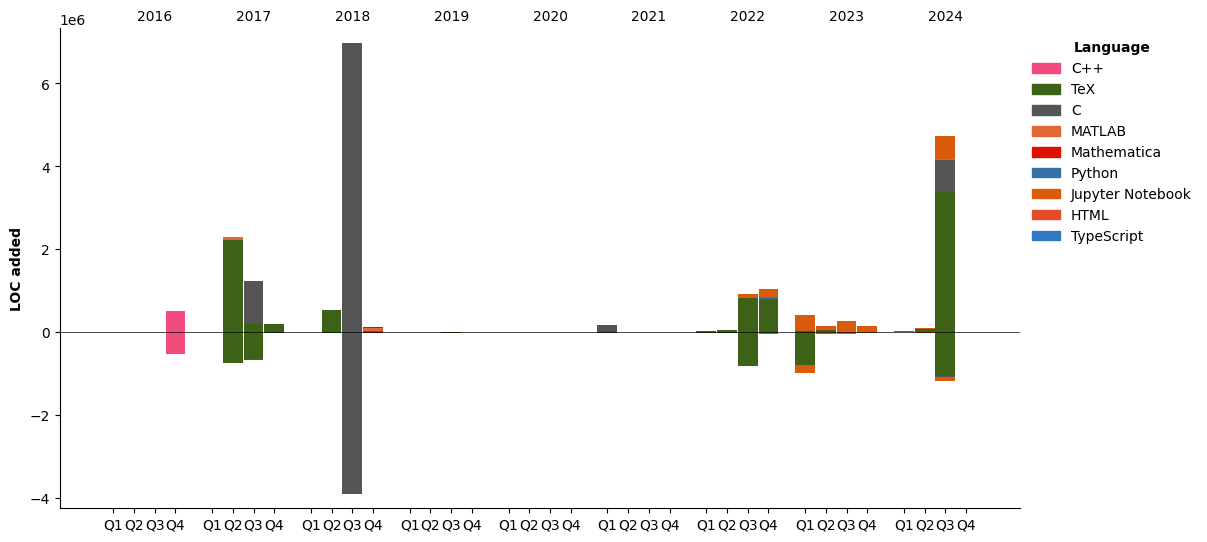 2016 2017 2018 2019 2020 2021 2022 2023 2024
1e6
6
4
2
0
−2
−4
LOC added
Q1 Q2 Q3 Q4 Q1 Q2 Q3 Q4 Q1 Q2 Q3 Q4 Q1 Q2 Q3 Q4 Q1 Q2 Q3 Q4 Q1 Q2 Q3 Q4 Q1 Q2 Q3 Q4 Q1 Q2 Q3 Q4 Q1 Q2 Q3 Q4
Language
C++
TeX
C
MATLAB
Mathematica
Python
Jupyter Notebook
HTML
TypeScript